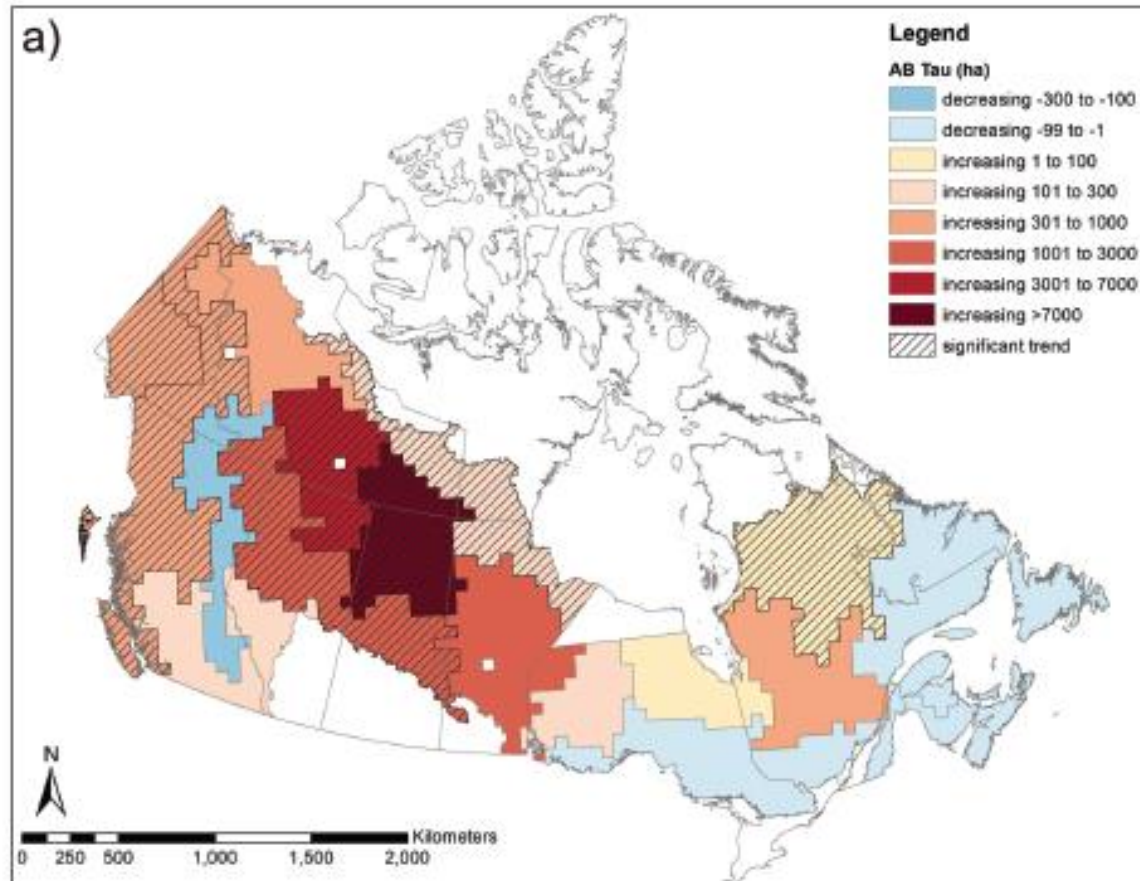 a)
Legend
AB Tau (ha)
decreasing -300 to -100
decreasing -99 to -1
increasing 1 to 100
increasing 101 to 300
increasing 301 to 1000
increasing 1001 to 3000
increasing 3001 to 7000
increasing >7000
significant trend
N
Kilometers
0 250 500 1,000 1,500 2,000